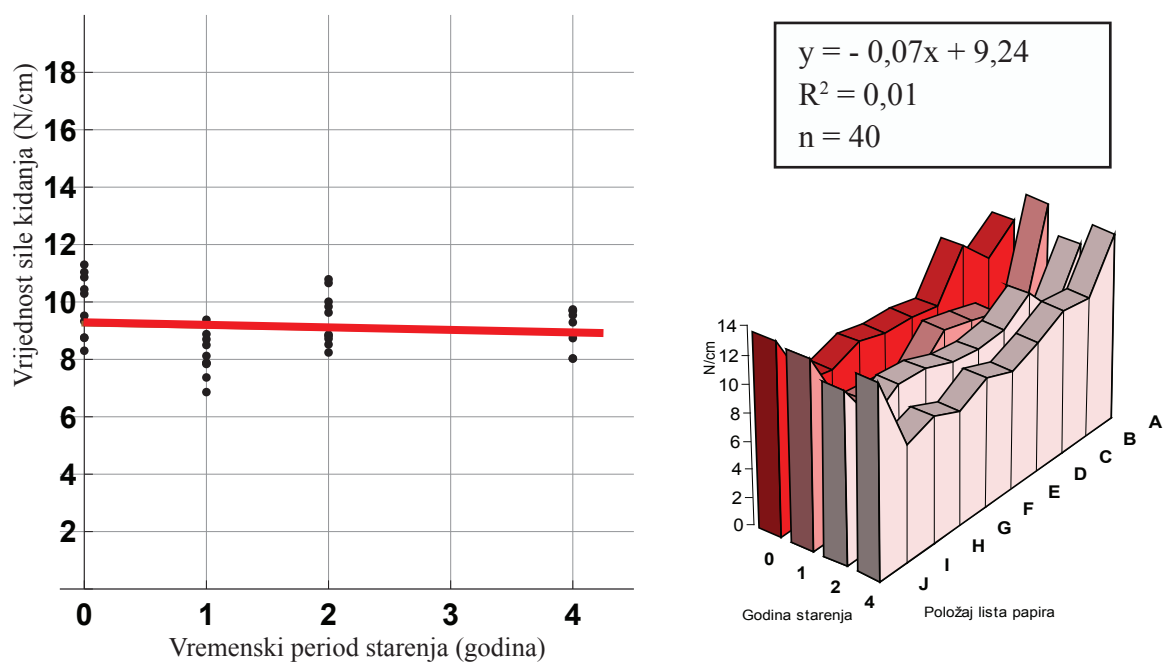 Vrijednost sile kidanja (N/cm)
18
16
14
12
10
8
6
4
2
0
1
2
3
4
Vremenski period starenja (godina)
y = - 0,07x + 9,24
R² = 0,01
n = 40
N/cm
14
12
10
8
6
4
2
0
0
1
2
4
Godina starenja
J
I
H
G
F
E
D
C
B
A
Položaj lista papira